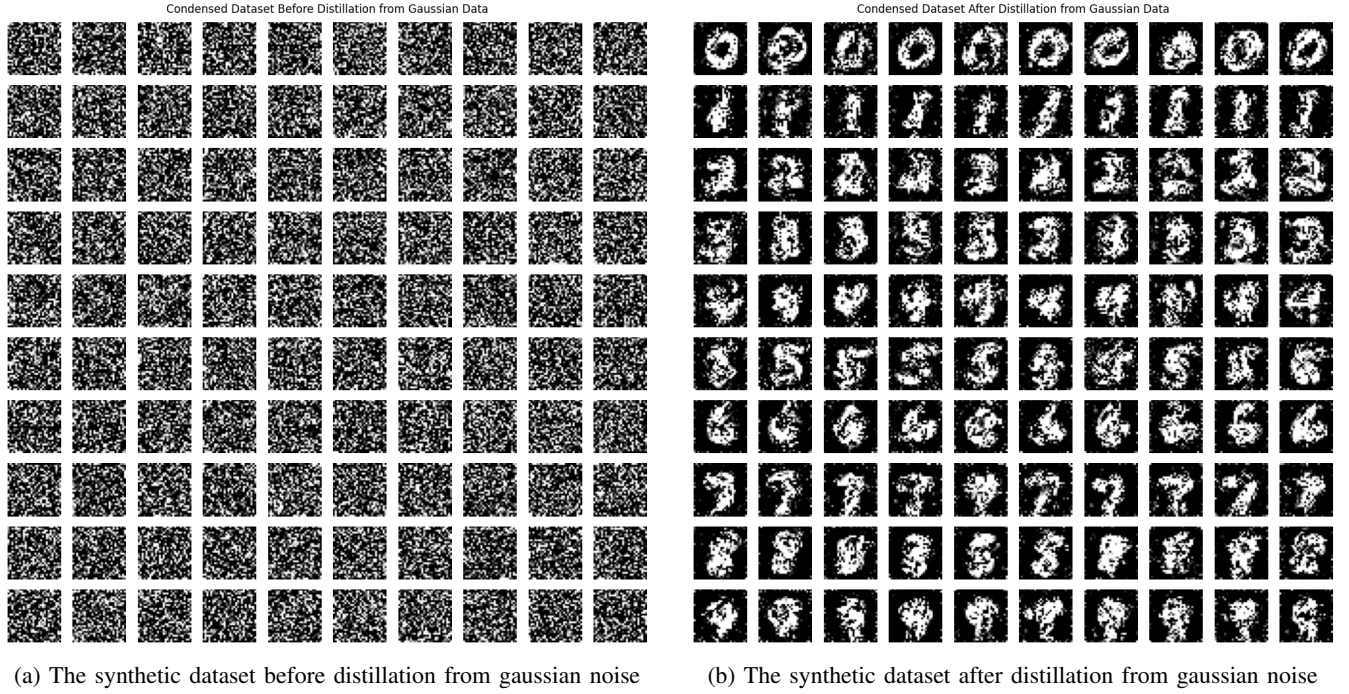 Condensed Dataset Before Distillation from Gaussian Data
Condensed Dataset After Distillation from Gaussian Data
(a) The synthetic dataset before distillation from gaussian noise
(b) The synthetic dataset after distillation from gaussian noise